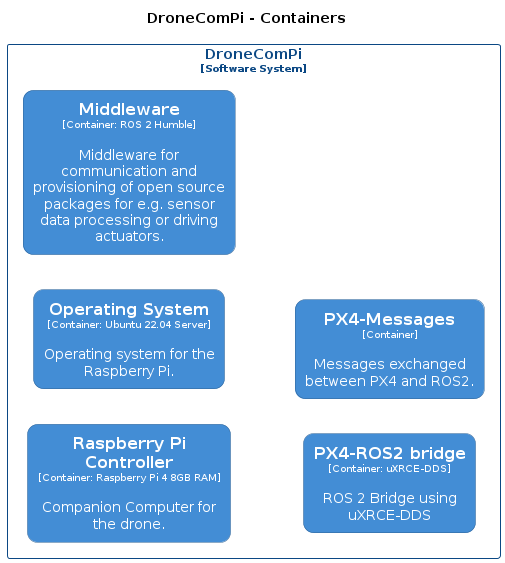 DroneComPi - Containers
DroneComPi
[Software System]
Middleware
[Container: ROS 2 Humble]
Middleware for
communication and
provisioning of open source
packages for e.g. sensor
data processing or driving
actuators.
Operating System
[Container: Ubuntu 22.04 Server]
Operating system for the
Raspberry Pi.
PX4-Messages
[Container]
Messages exchanged
between PX4 and ROS2.
Raspberry Pi
Controller
[Container: Raspberry Pi 4 8GB RAM]
Companion Computer for
the drone.
PX4-ROS2 bridge
[Container: uXRCE-DDS]
ROS 2 Bridge using
uXRCE-DDS